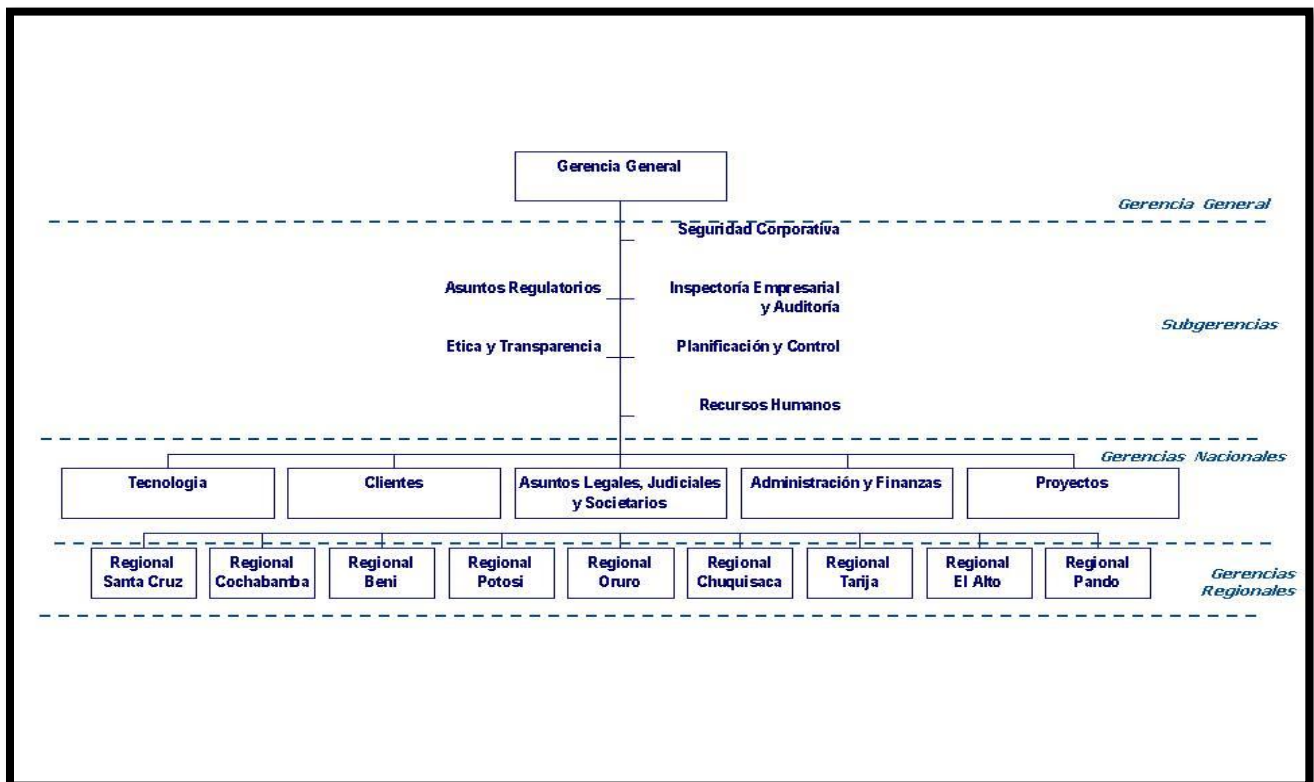 Gerencia General
Gerencia General
Seguridad Corporativa
Asuntos Regulatorios
Inspectoría Empresarial
y Auditoría
Subgerencias
Etica y Transparencia
Planificación y Control
Recursos Humanos
Gerencias Nacionales
Tecnologia
Clientes
Asuntos Legales, Judiciales
y Societarios
Administración y Finanzas
Proyectos
Regional
Santa Cruz
Regional
Cochabamba
Regional
Beni
Regional
Potosi
Regional
Oruro
Regional
Chuquisaca
Regional
Tarija
Regional
El Alto
Regional
Pando
Gerencias
Regionales